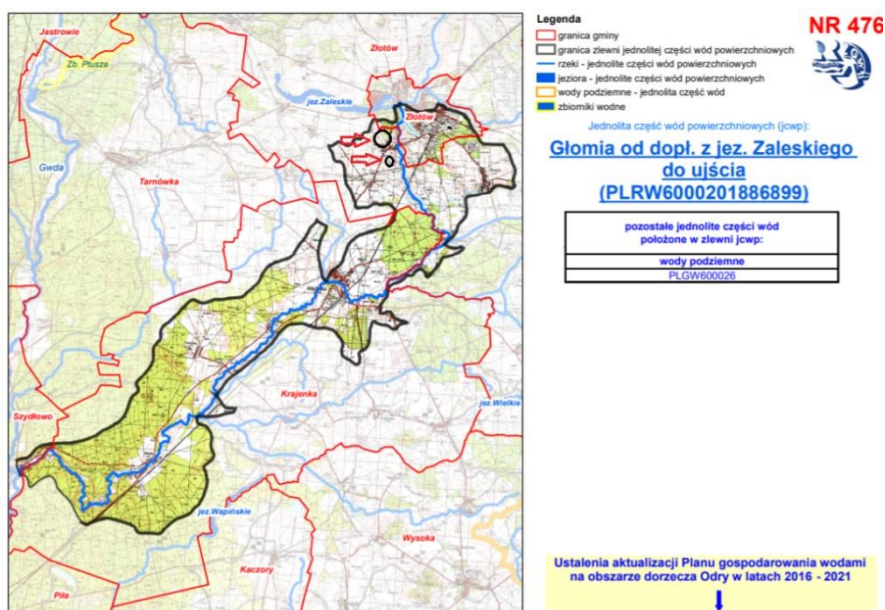 Jastrowie
Złotów
Zb. Ptusza
jez.Zaleskie
Złotów
Gwda
Tarnówka
Krajenka
jez.Wielkie
Szydłowo
jez.Wapińskie
Wysoka
Kaczory
Piła
Legenda
granica gminy
granica zlewni jednolitej części wód powierzchniowych
rzeki - jednolite części wód powierzchniowych
jeziora - jednolite części wód powierzchniowych
wody podziemne - jednolita część wód
zbiorniki wodne
NR 476
Jednolita część wód powierzchniowych (jcwp):
Głomia od dopł. z jez. Zaleskiego
do ujścia
(PLRW6000201886899)
pozostałe jednolite części wód
położone w zlewni jcwp:
wody podziemne
PLGW600026
Ustalenia aktualizacji Planu gospodarowania wodami
na obszarze dorzecza Odry w latach 2016 - 2021